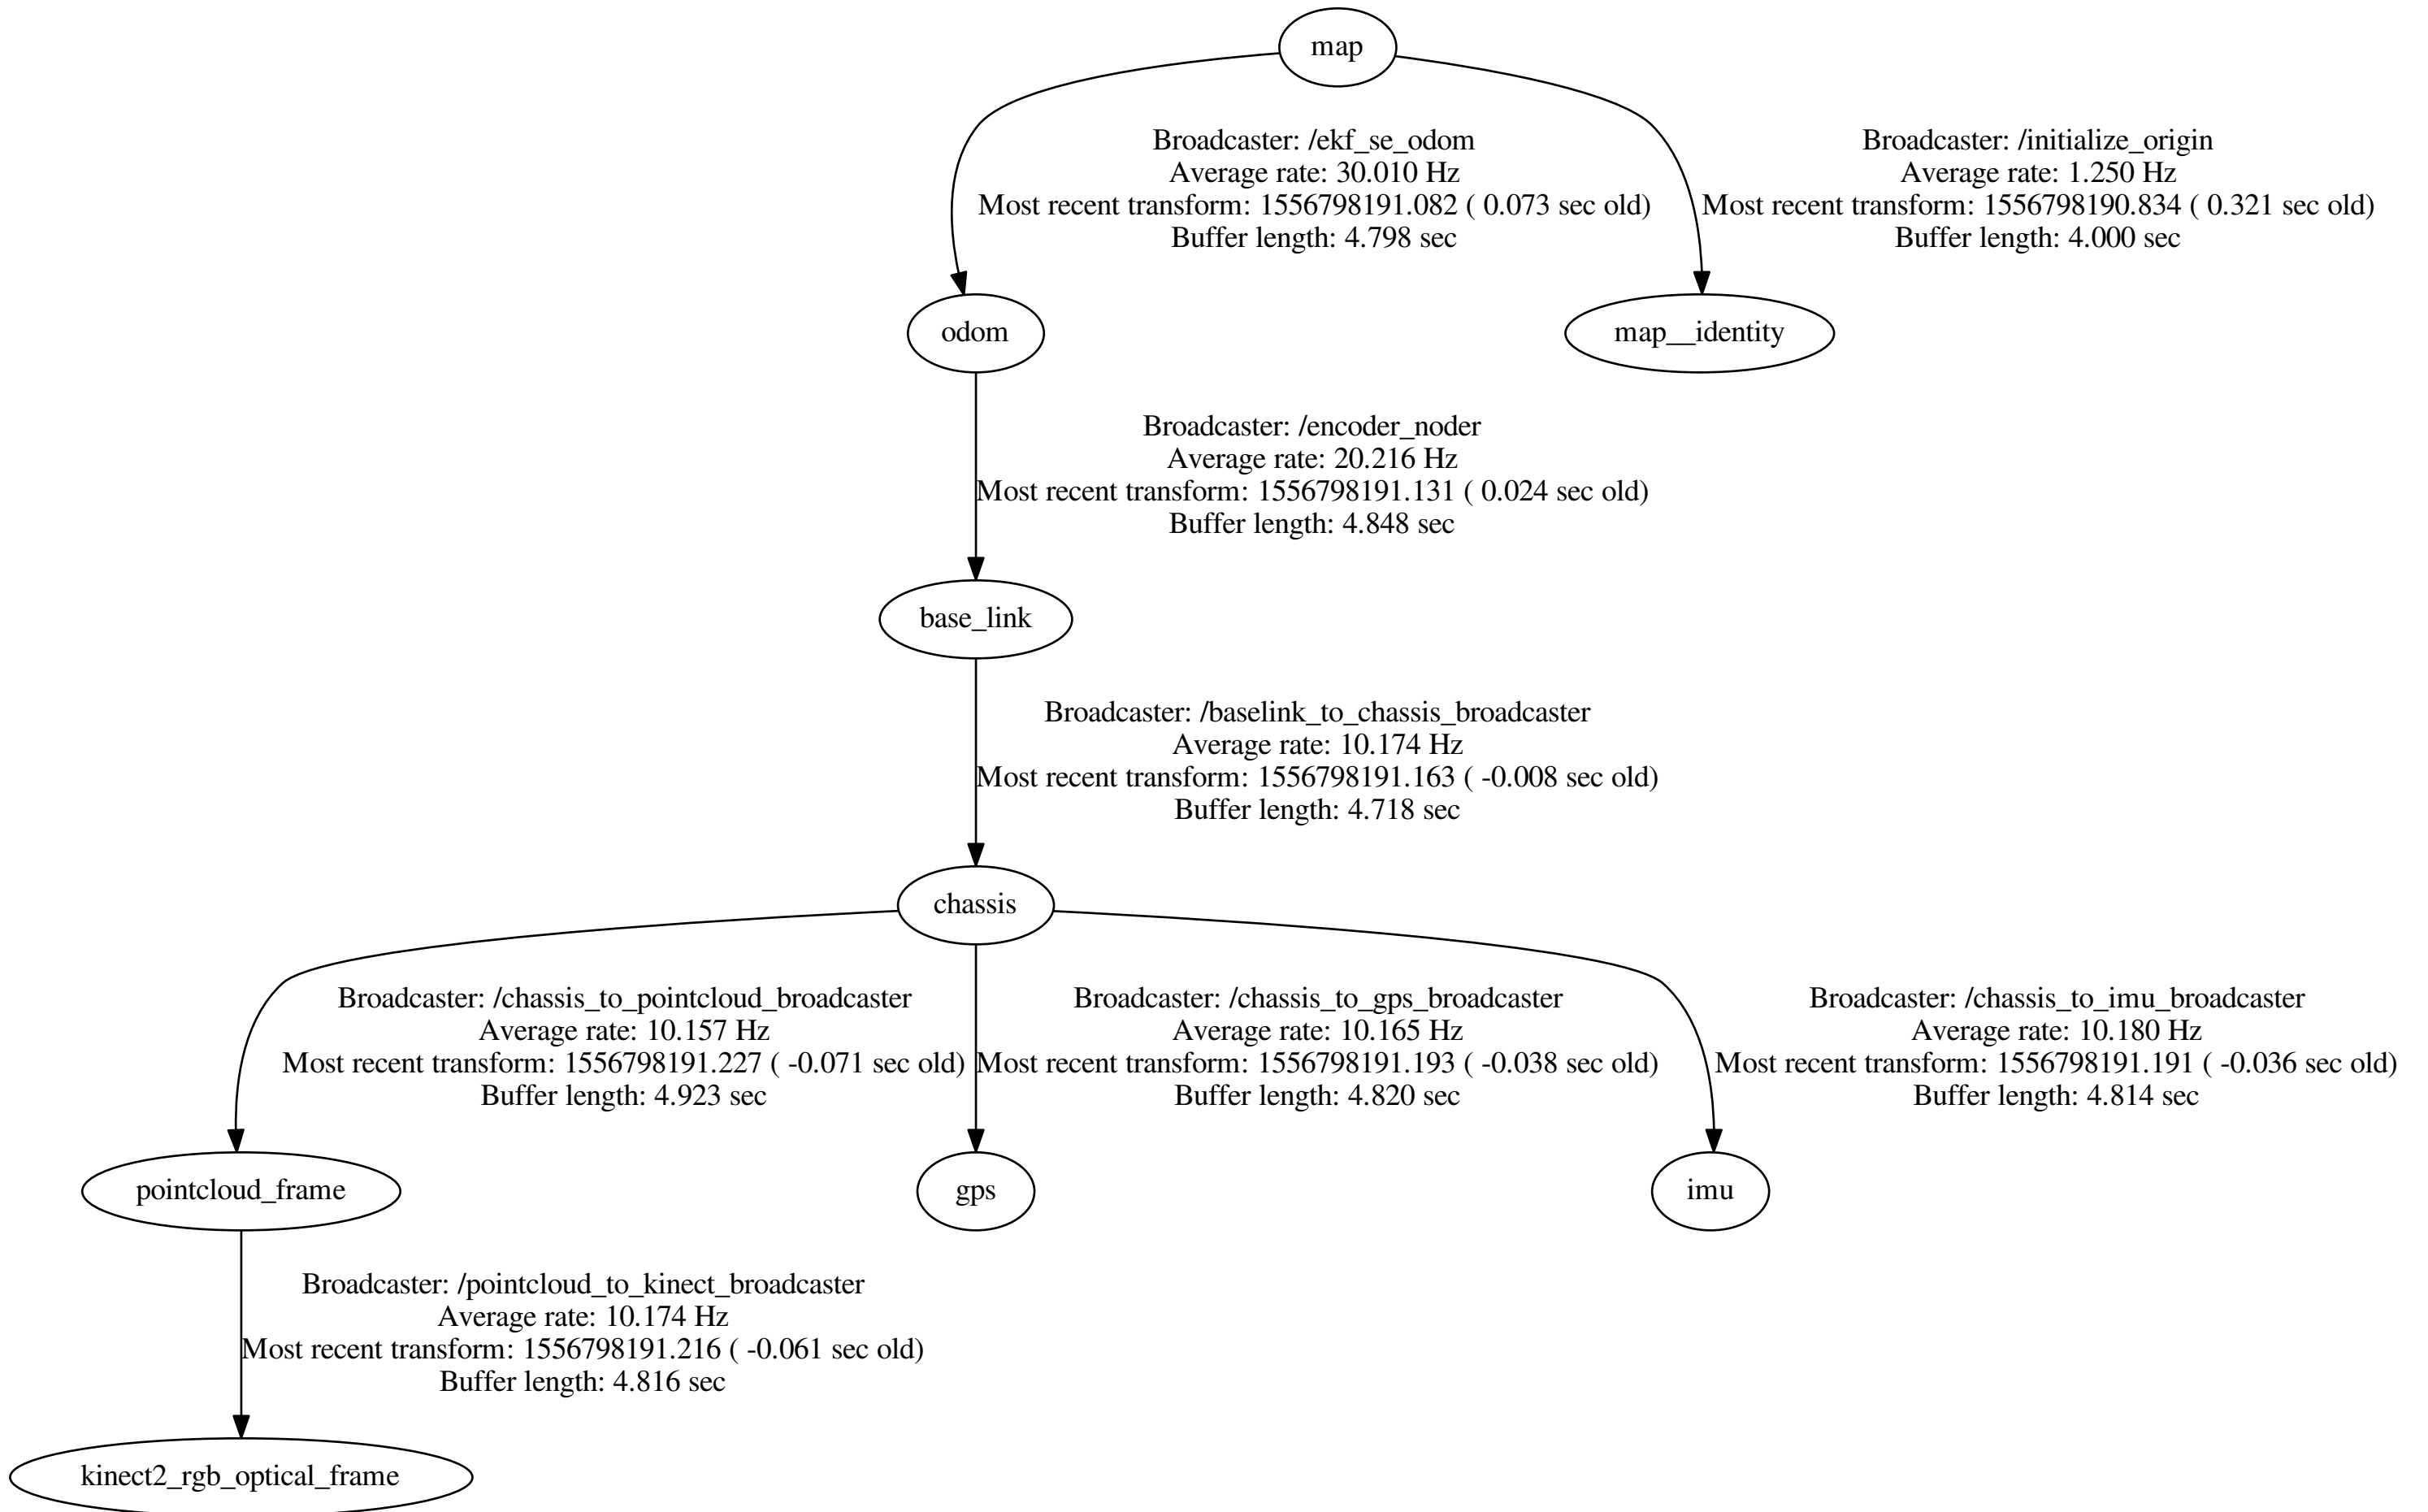 map
Broadcaster: /ekf_se_odom
Average rate: 30.010 Hz
Most recent transform: 1556798191.082 ( 0.073 sec old)
Buffer length: 4.798 sec
Broadcaster: /initialize_origin
Average rate: 1.250 Hz
Most recent transform: 1556798190.834 ( 0.321 sec old)
Buffer length: 4.000 sec
odom
map__identity
Broadcaster: /encoder_noder
Average rate: 20.216 Hz
Most recent transform: 1556798191.131 ( 0.024 sec old)
Buffer length: 4.848 sec
base_link
Broadcaster: /baselink_to_chassis_broadcaster
Average rate: 10.174 Hz
Most recent transform: 1556798191.163 ( -0.008 sec old)
Buffer length: 4.718 sec
chassis
Broadcaster: /chassis_to_pointcloud_broadcaster
Average rate: 10.157 Hz
Most recent transform: 1556798191.227 ( -0.071 sec old)
Buffer length: 4.923 sec
Broadcaster: /chassis_to_gps_broadcaster
Average rate: 10.165 Hz
Most recent transform: 1556798191.193 ( -0.038 sec old)
Buffer length: 4.820 sec
Broadcaster: /chassis_to_imu_broadcaster
Average rate: 10.180 Hz
Most recent transform: 1556798191.191 ( -0.036 sec old)
Buffer length: 4.814 sec
pointcloud_frame
gps
imu
Broadcaster: /pointcloud_to_kinect_broadcaster
Average rate: 10.174 Hz
Most recent transform: 1556798191.216 ( -0.061 sec old)
Buffer length: 4.816 sec
kinect2_rgb_optical_frame